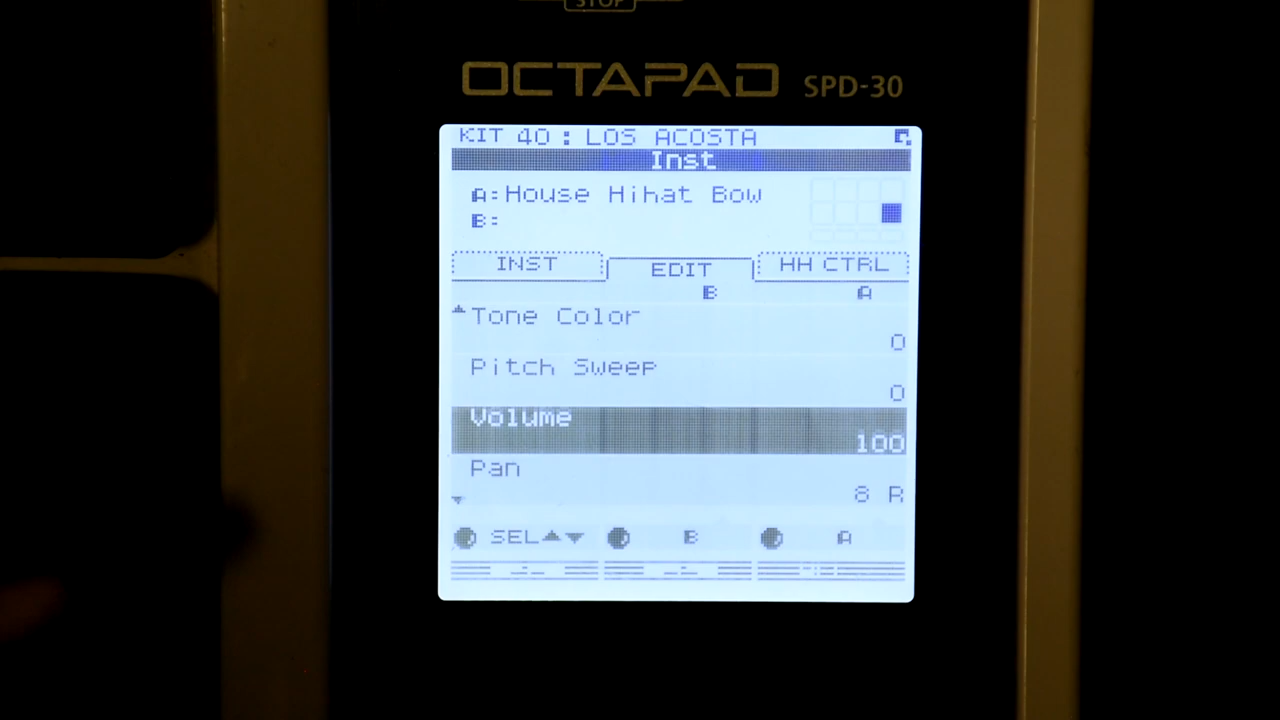 STOP
OCTAPAD SPD-30
KIT 40 : LOS ACOSTA
Inst
A:House Hihat Bow
B:
INST EDIT HH CTRL
B A
Tone Color
0
Pitch Sweep
0
Volume
100
Pan
8 R
SEL▲▼ B A